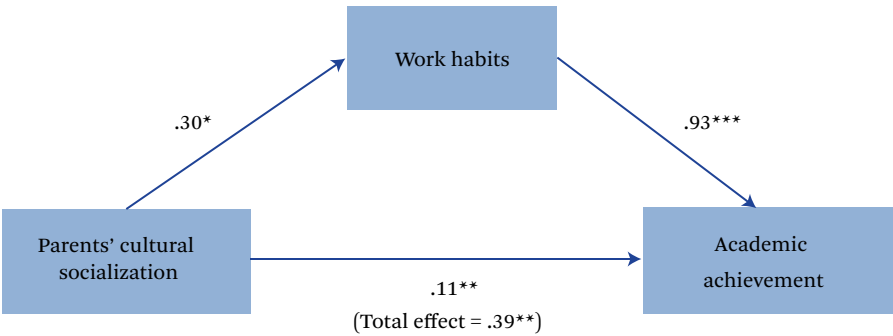 Work habits
.30*
.93***
Parents’ cultural
socialization
Academic
achievement
.11**
(Total effect = .39**)